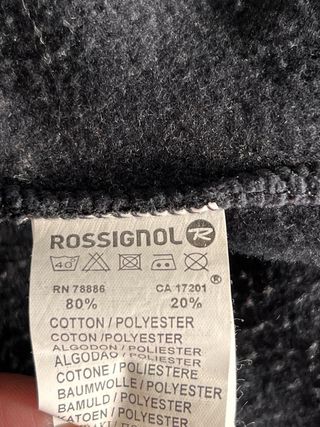 ROSSIGNOL R
40
RN 78886 CA 17201 ®
80% 20%
COTTON / POLYESTER
COTON / POLYESTER
ALGODON / POLIESTER
ALGODAO / POLIESTER
COTONE / POLIESTERE
BAUMWOLLE / POLYESTER
BAMULD / POLYESTER
KATOEN / POLYESTER